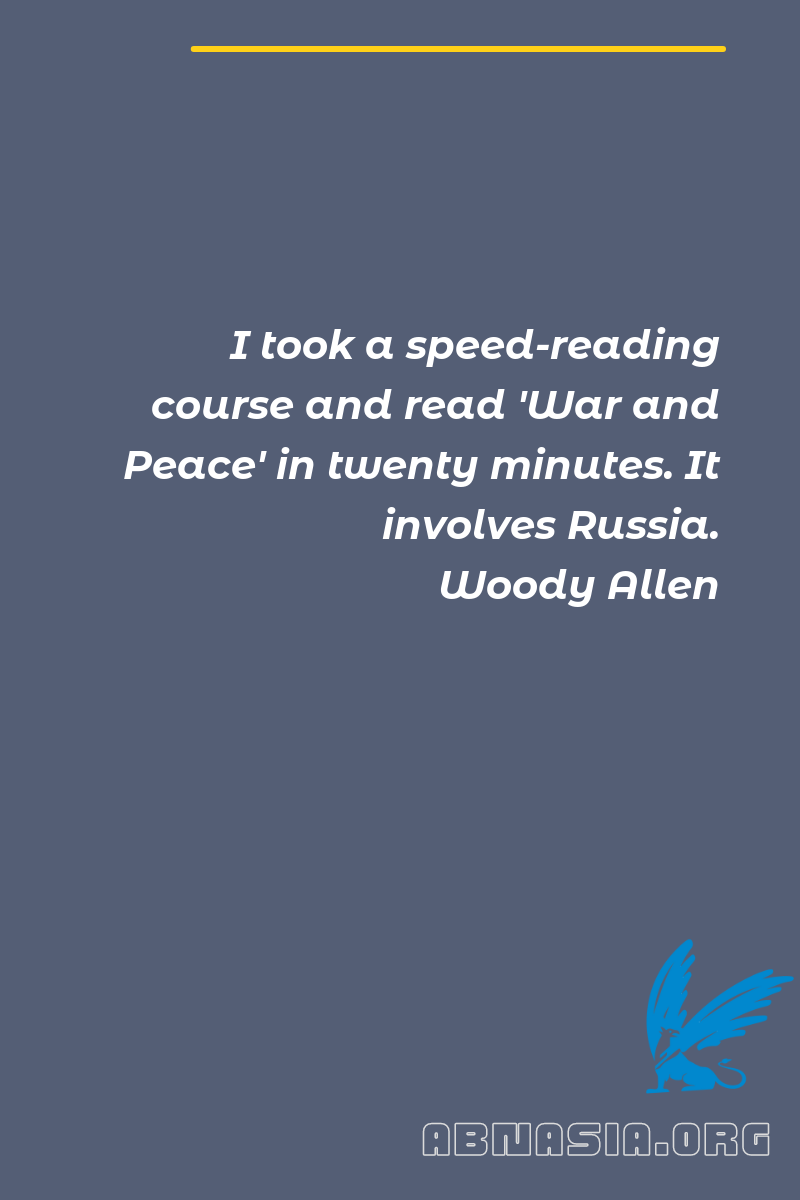 I took a speed-reading
course and read 'War and
Peace' in twenty minutes. It
involves Russia.
Woody Allen
ABNASIA.ORG